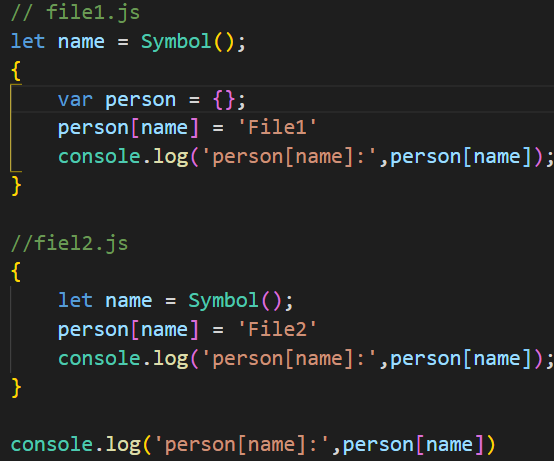 // file1.js
let name = Symbol();
{
    var person = {};
    person[name] = 'File1'
    console.log('person[name]:',person[name]);
}

//fiel2.js
{
    let name = Symbol();
    person[name] = 'File2'
    console.log('person[name]:',person[name]);
}

console.log('person[name]:',person[name])